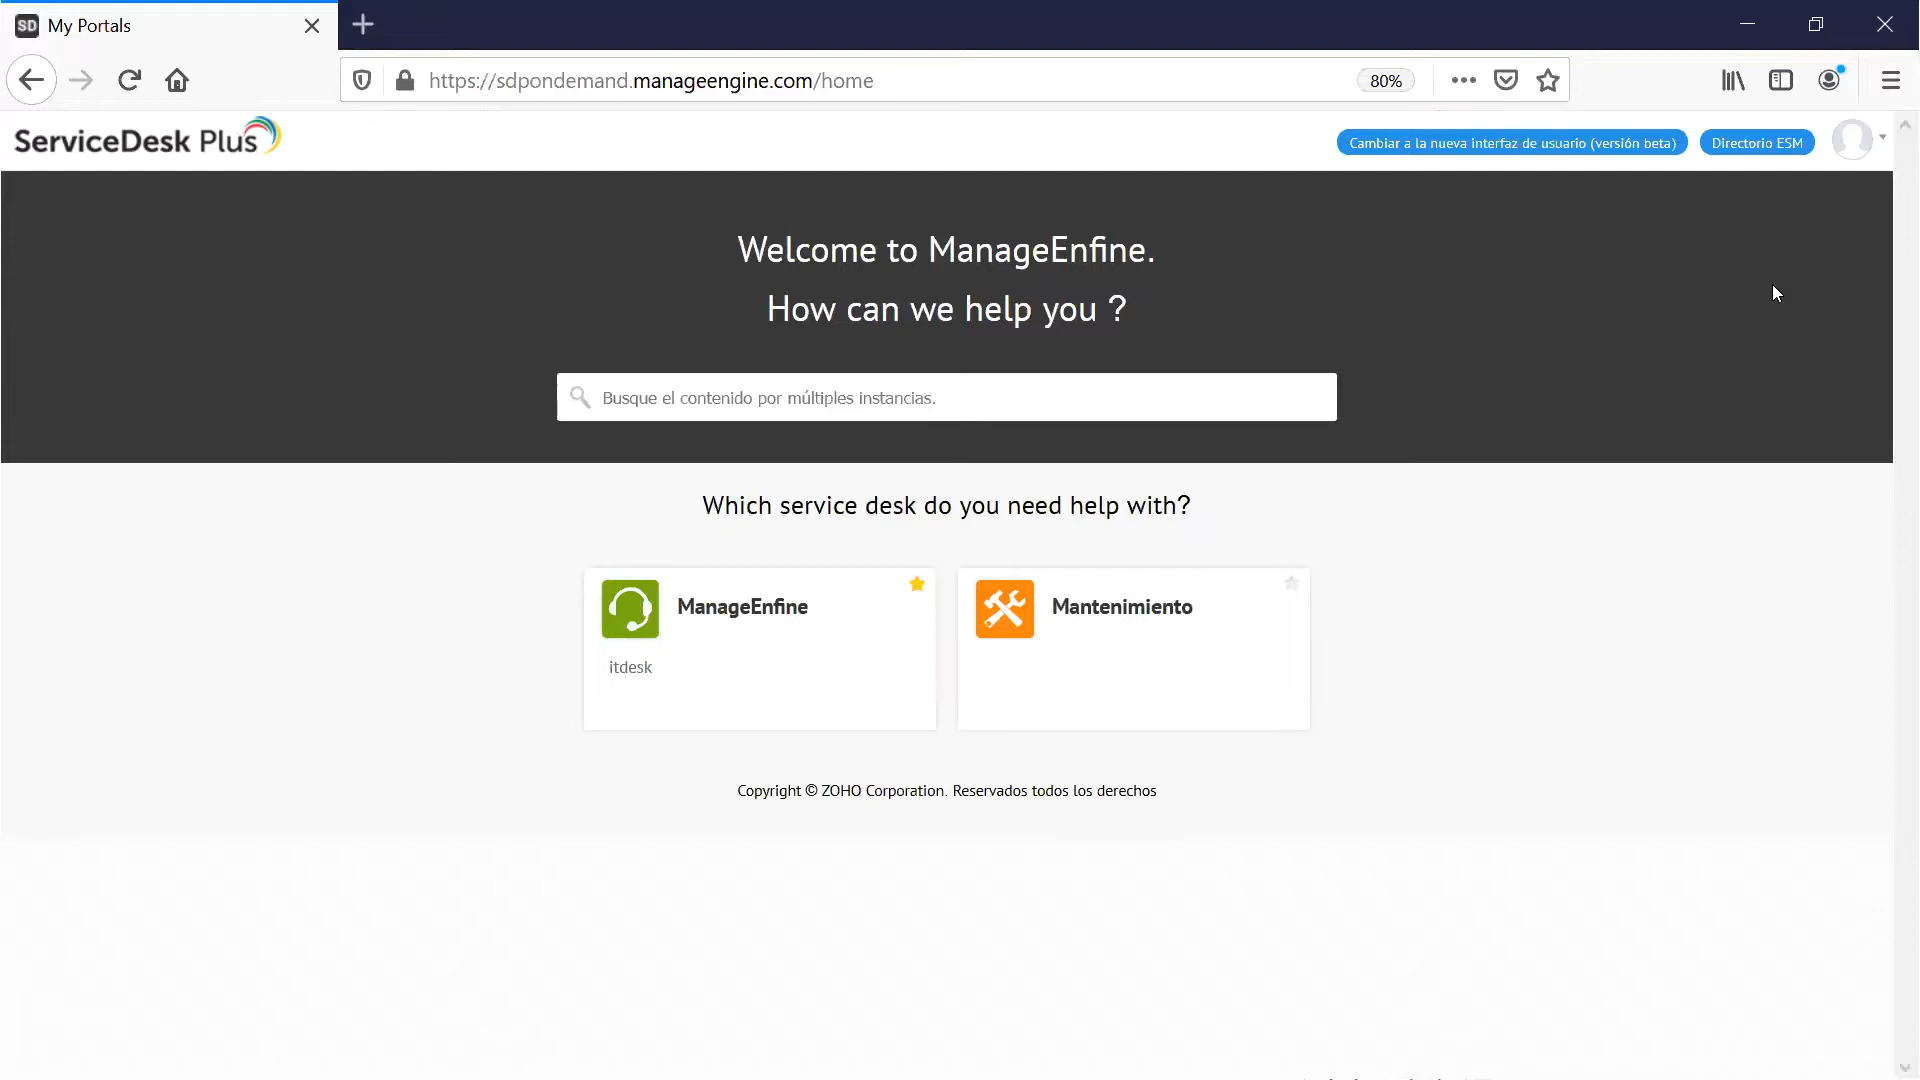 SD My Portals
https://sdpondemand.manageengine.com/home
80%
ServiceDesk Plus
Cambiar a la nueva interfaz de usuario (versión beta)
Directorio ESM
Welcome to ManageEnfine.
How can we help you ?
Busque el contenido por múltiples instancias.
Which service desk do you need help with?
ManageEnfine
itdesk
Mantenimiento
Copyright © ZOHO Corporation. Reservados todos los derechos